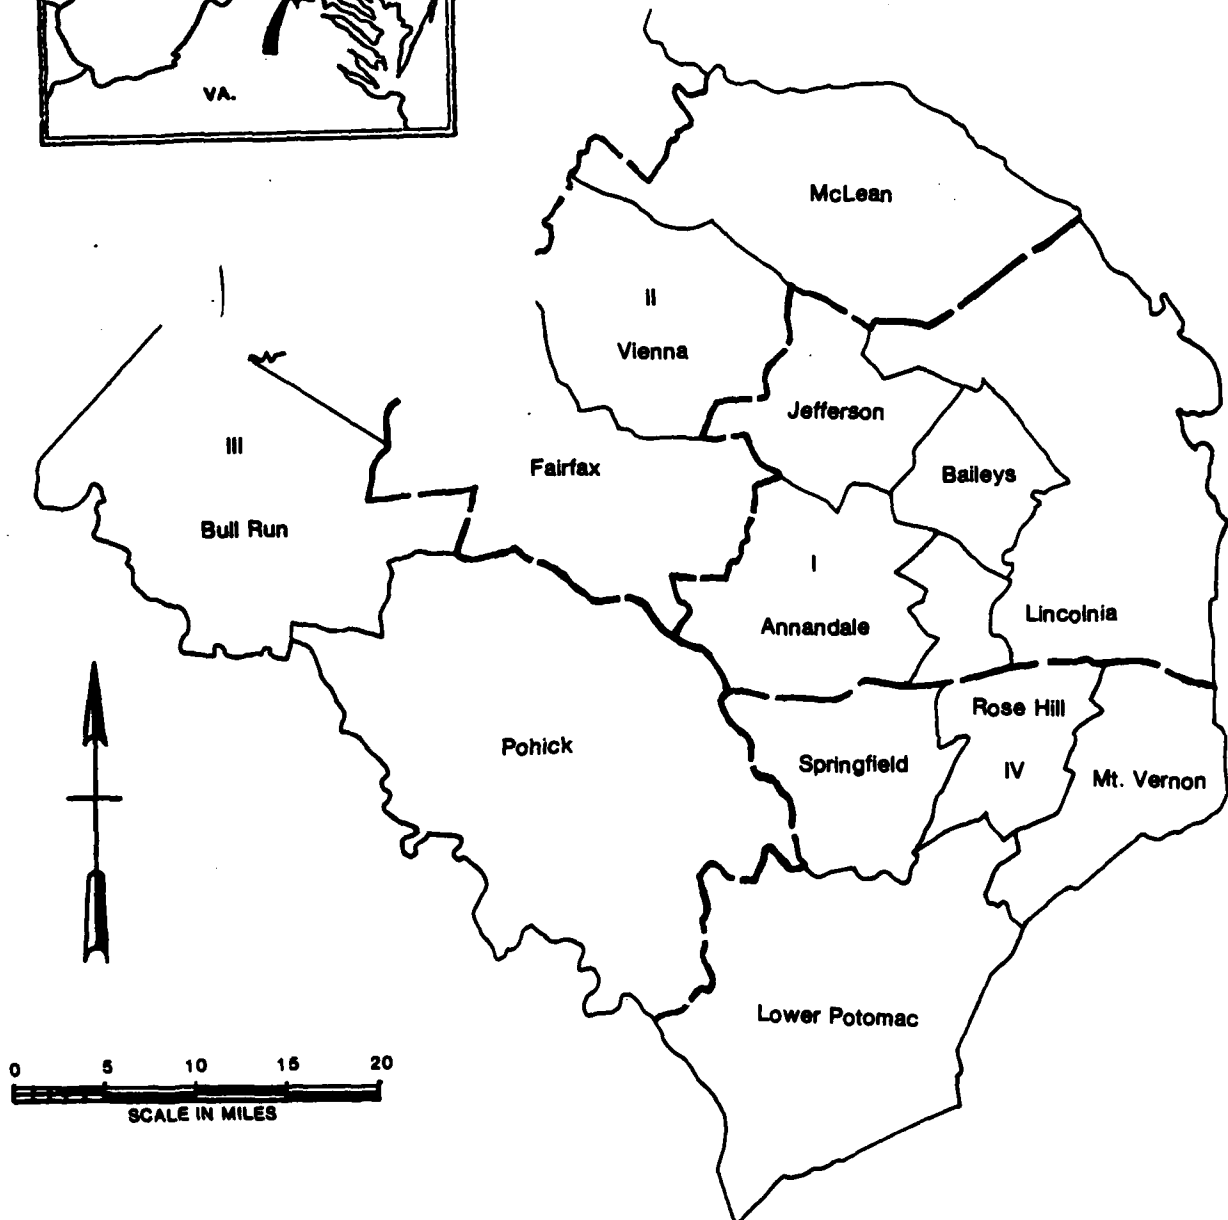 VA.
McLean
II
Vienna
Jefferson
III
Fairfax
Baileys
Bull Run
I
Annandale
Lincolnia
Rose Hill
Pohick
Springfield
IV
Mt. Vernon
Lower Potomac
0 5 10 15 20
SCALE IN MILES